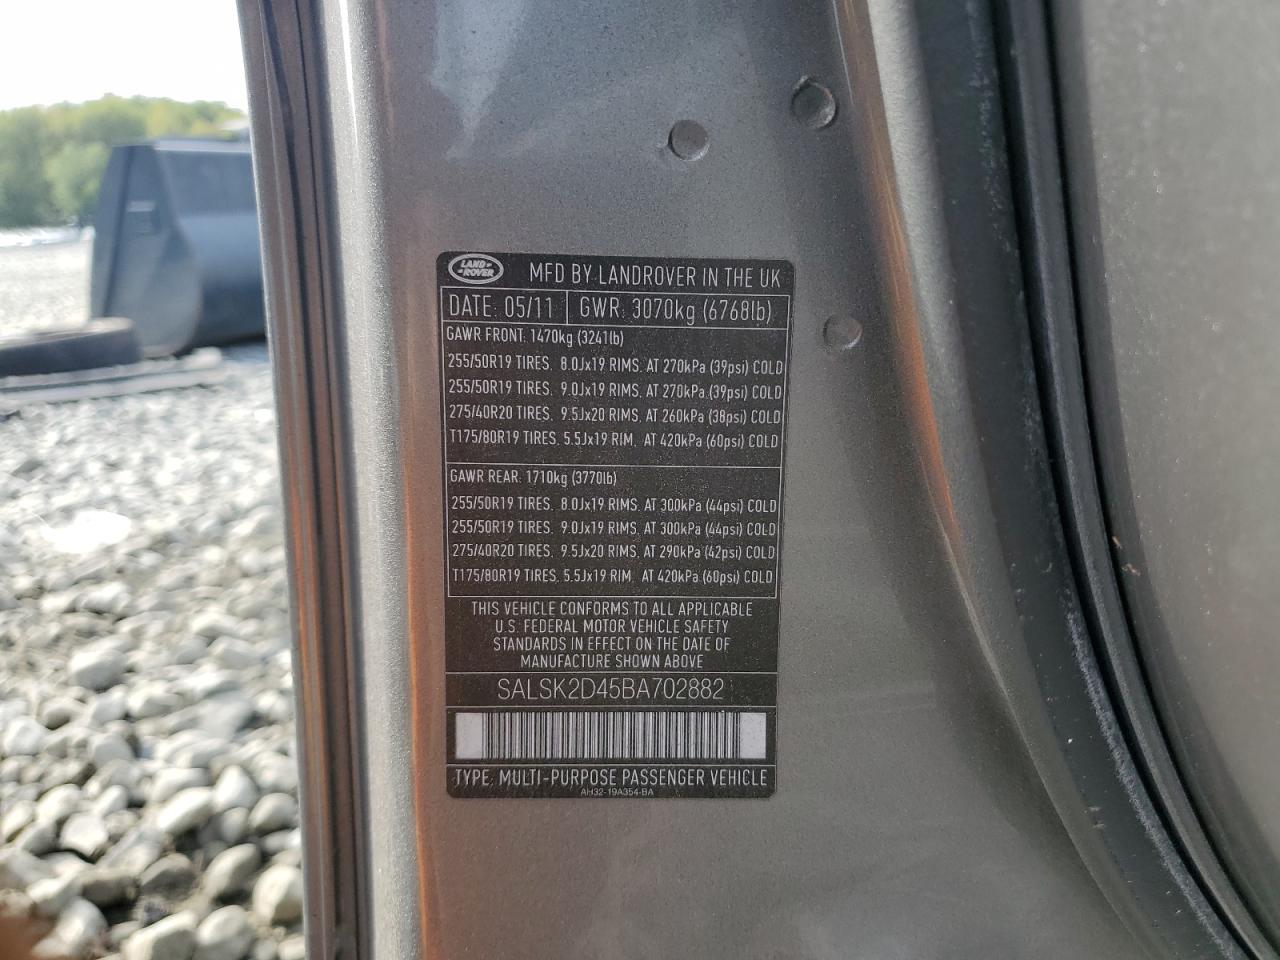 LAND ROVER MFD BY LANDROVER IN THE UK
DATE: 05/11 GWR: 3070kg (6768lb)
GAWR FRONT: 1470kg (3241lb)
255/50R19 TIRES, 8.0Jx19 RIMS, AT 270kPa (39psi) COLD
255/50R19 TIRES, 9.0Jx19 RIMS, AT 270kPa (39psi) COLD
275/40R20 TIRES, 9.5Jx20 RIMS, AT 260kPa (38psi) COLD
T175/80R19 TIRES, 5.5Jx19 RIM, AT 420kPa (60psi) COLD
GAWR REAR: 1710kg (3770lb)
255/50R19 TIRES, 8.0Jx19 RIMS, AT 300kPa (44psi) COLD
255/50R19 TIRES, 9.0Jx19 RIMS, AT 300kPa (44psi) COLD
275/40R20 TIRES, 9.5Jx20 RIMS, AT 290kPa (42psi) COLD
T175/80R19 TIRES, 5.5Jx19 RIM, AT 420kPa (60psi) COLD
THIS VEHICLE CONFORMS TO ALL APPLICABLE
U.S. FEDERAL MOTOR VEHICLE SAFETY
STANDARDS IN EFFECT ON THE DATE OF
MANUFACTURE SHOWN ABOVE
SALSK2D45BA702882
TYPE: MULTI-PURPOSE PASSENGER VEHICLE
AH32-19A354-BA